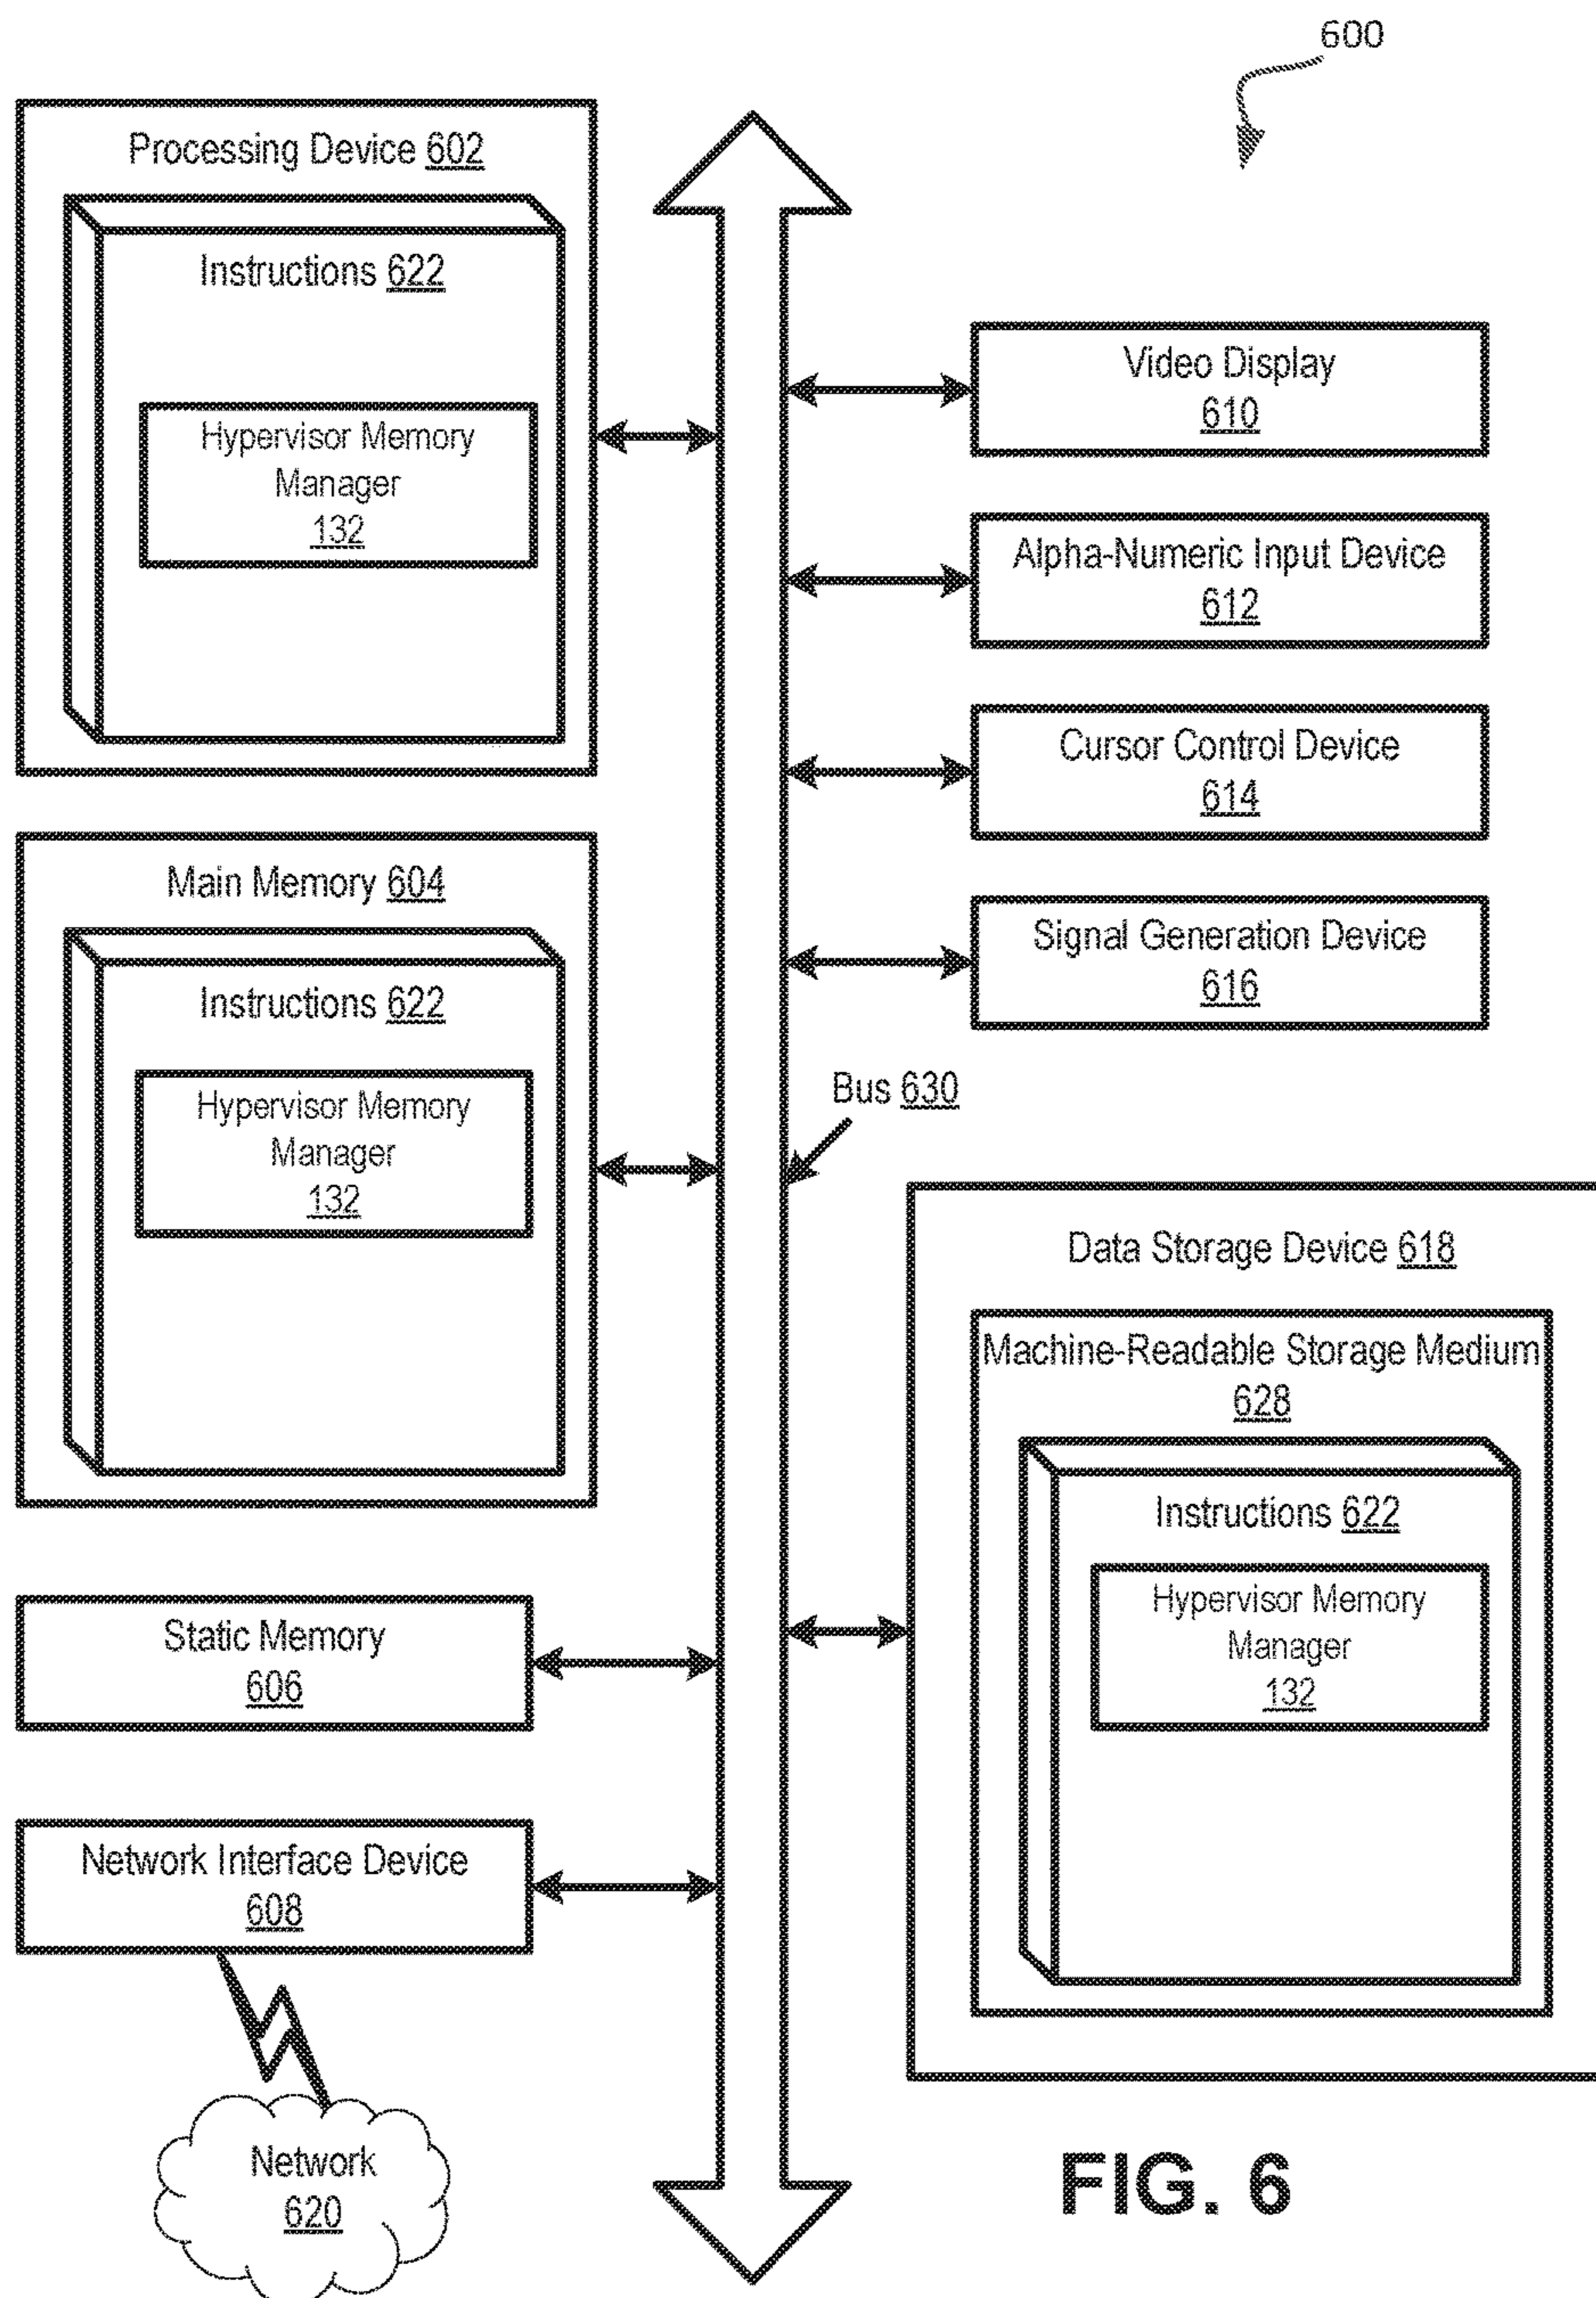 600
Processing Device 602
Instructions 622
Hypervisor Memory
Manager
132
Main Memory 604
Instructions 622
Hypervisor Memory
Manager
132
Static Memory
606
Network Interface Device
608
Network
620
Video Display
610
Alpha-Numeric Input Device
612
Cursor Control Device
614
Signal Generation Device
616
Bus 630
Data Storage Device 618
Machine-Readable Storage Medium
628
Instructions 622
Hypervisor Memory
Manager
132
FIG. 6